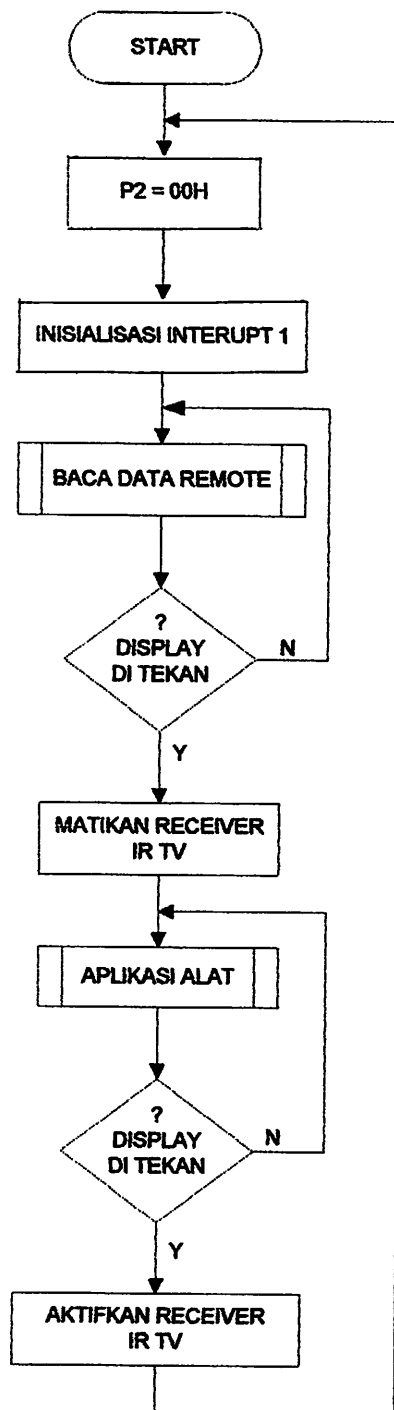 START
P2 = 00H
INISIALISASI INTERUPT 1
BACA DATA REMOTE
?
DISPLAY
DI TEKAN
N
Y
MATIKAN RECEIVER
IR TV
APLIKASI ALAT
?
DISPLAY
DI TEKAN
N
Y
AKTIFKAN RECEIVER
IR TV